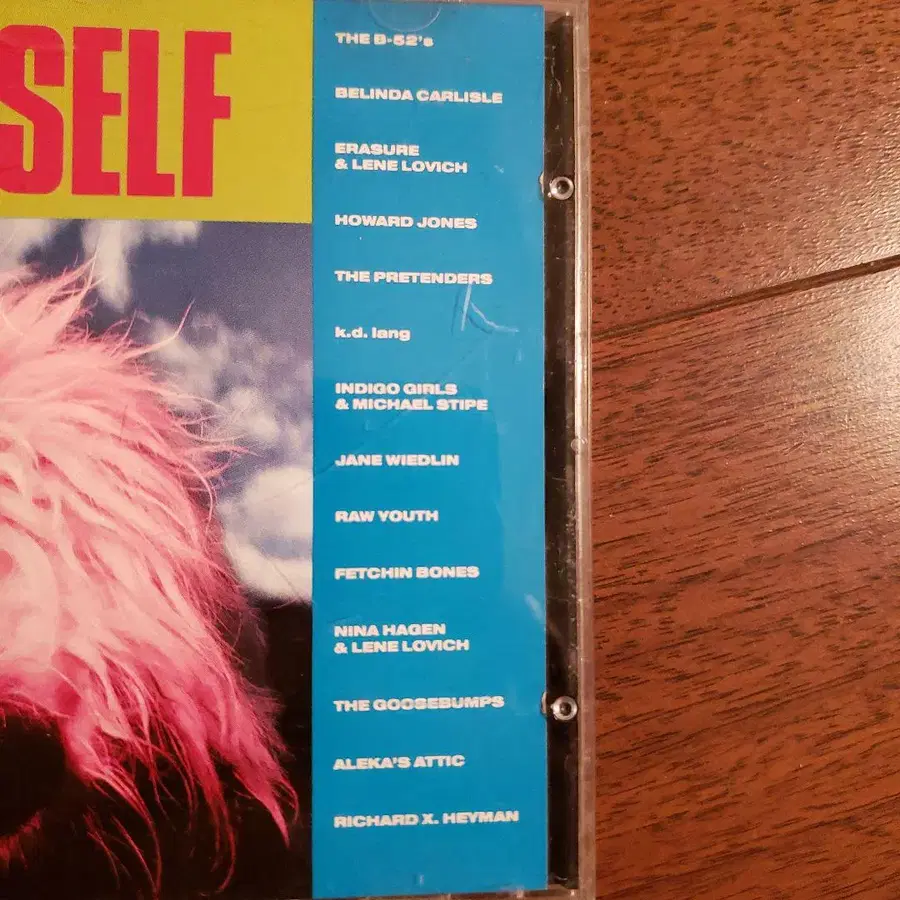 SELF
THE B-52's
BELINDA CARLISLE
ERASURE
& LENE LOVICH
HOWARD JONES
THE PRETENDERS
k.d. lang
INDIGO GIRLS
& MICHAEL STIPE
JANE WIEDLIN
RAW YOUTH
FETCHIN BONES
NINA HAGEN
& LENE LOVICH
THE GOOSEBUMPS
ALEKA'S ATTIC
RICHARD X. HEYMAN